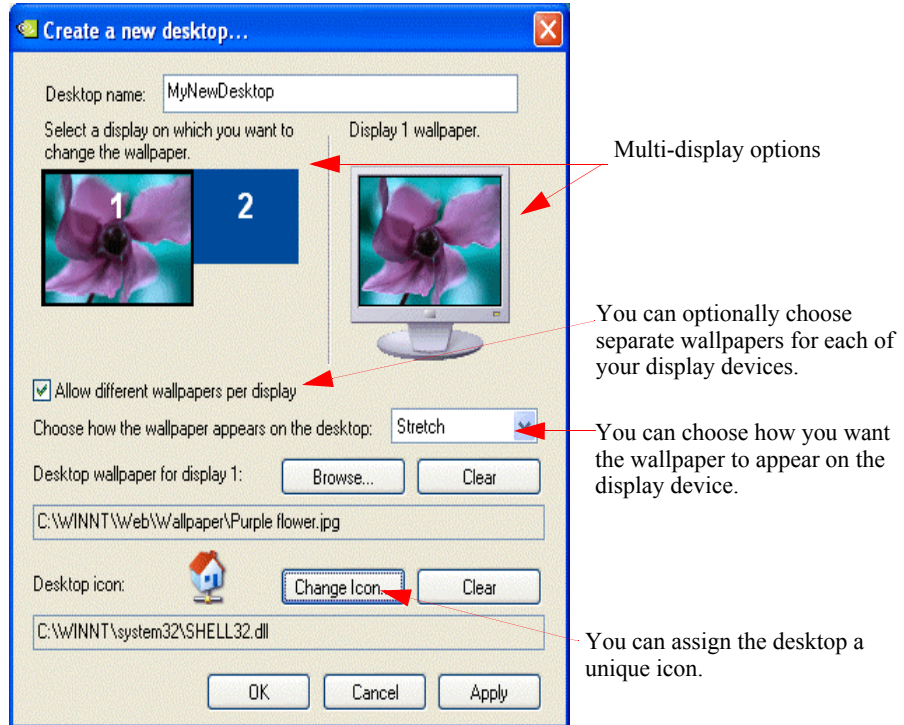 Create a new desktop...
Desktop name: MyNewDesktop
Select a display on which you want to
change the wallpaper.
Display 1 wallpaper.
1 2
Multi-display options
You can optionally choose
separate wallpapers for each of
your display devices.
Allow different wallpapers per display
Choose how the wallpaper appears on the desktop: Stretch
You can choose how you want
the wallpaper to appear on the
display device.
Desktop wallpaper for display 1: Browse... Clear
C:\WINNT\Web\Wallpaper\Purple flower.jpg
Desktop icon: Change Icon... Clear
C:\WINNT\system32\SHELL32.dll
You can assign the desktop a
unique icon.
OK Cancel Apply